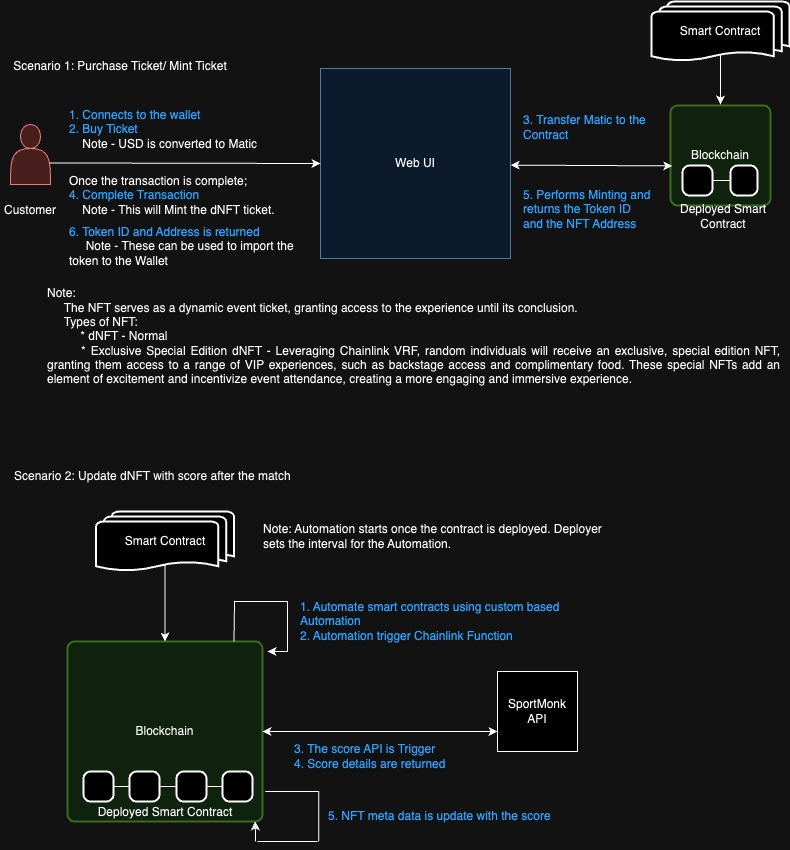 Smart Contract
Scenario 1: Purchase Ticket/ Mint Ticket
1. Connects to the wallet
2. Buy Ticket
Note - USD is converted to Matic
Customer
Once the transaction is complete;
4. Complete Transaction
Note - This will Mint the dNFT ticket.
6. Token ID and Address is returned
Note - These can be used to import the
token to the Wallet
Web UI
3. Transfer Matic to the
Contract
5. Performs Minting and
returns the Token ID
and the NFT Address
Blockchain
Deployed Smart
Contract
Note:
The NFT serves as a dynamic event ticket, granting access to the experience until its conclusion.
Types of NFT:
* dNFT - Normal
* Exclusive Special Edition dNFT - Leveraging Chainlink VRF, random individuals will receive an exclusive, special edition NFT,
granting them access to a range of VIP experiences, such as backstage access and complimentary food. These special NFTs add an
element of excitement and incentivize event attendance, creating a more engaging and immersive experience.
Scenario 2: Update dNFT with score after the match
Smart Contract
Note: Automation starts once the contract is deployed. Deployer
sets the interval for the Automation.
1. Automate smart contracts using custom based
Automation
2. Automation trigger Chainlink Function
Blockchain
Deployed Smart Contract
3. The score API is Trigger
4. Score details are returned
SportMonk
API
5. NFT meta data is update with the score